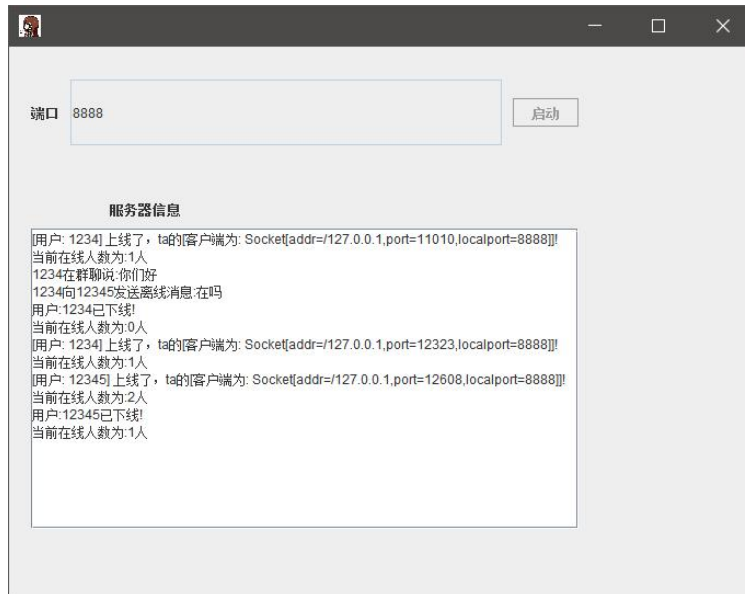 端口
8888
启动
服务器信息
[用户: 1234] 上线了，ta的[客户端为: Socket[addr=/127.0.0.1,port=11010,localport=8888]]!
当前在线人数为:1人
1234在群聊说:你们好
1234向12345发送离线消息:在吗
用户:1234已下线!
当前在线人数为:0人
[用户: 1234] 上线了，ta的[客户端为: Socket[addr=/127.0.0.1,port=12323,localport=8888]]!
当前在线人数为:1人
[用户: 12345] 上线了，ta的[客户端为: Socket[addr=/127.0.0.1,port=12608,localport=8888]]!
当前在线人数为:2人
用户:12345已下线!
当前在线人数为:1人